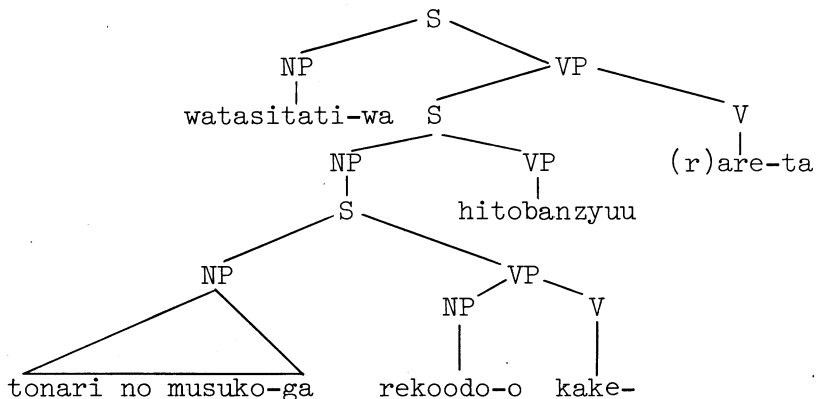 S
NP VP
watasitati-wa S V
NP VP (r)are-ta
S hitobanzyuu
NP VP
NP V
tonari no musuko-ga rekoodo-o kake-